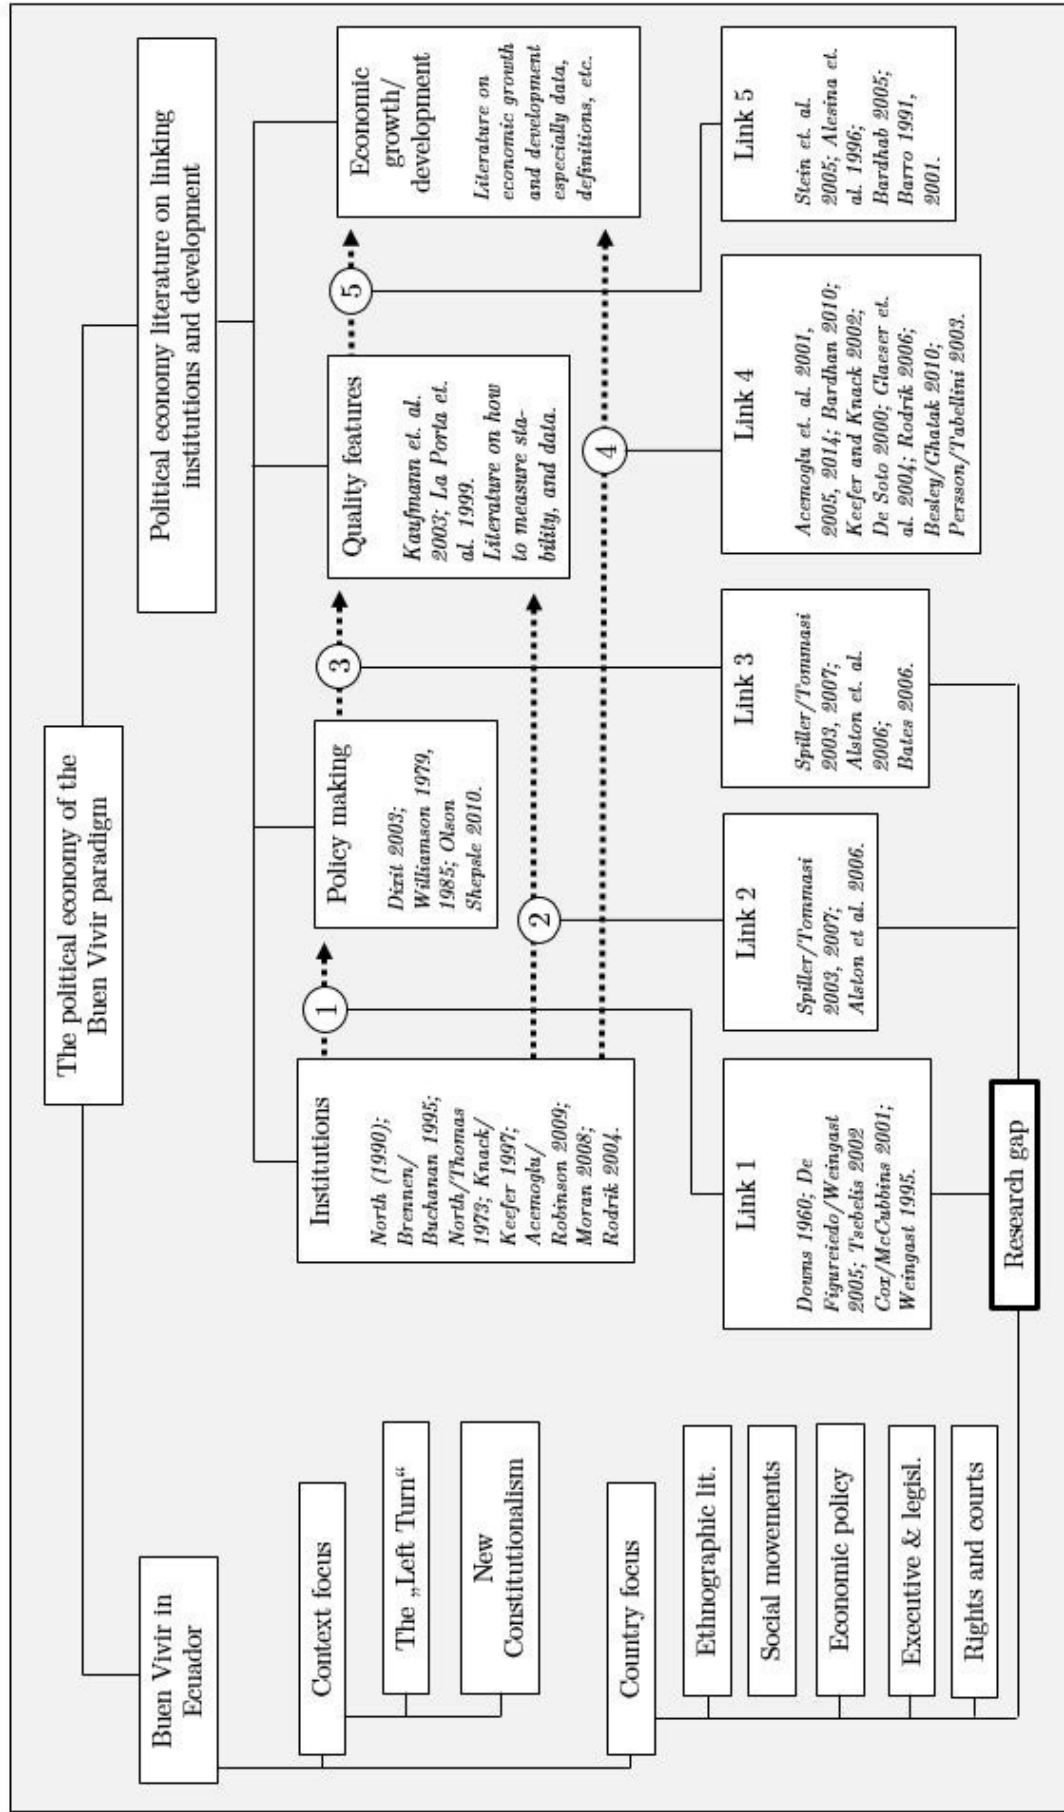 The political economy of the
Buen Vivir paradigm
Buen Vivir in
Ecuador
Political economy literature on linking
institutions and development
Context focus
The „Left Turn“
New
Constitutionalism
Country focus
Ethnographic lit.
Social movements
Economic policy
Executive & legisl.
Rights and courts
Institutions
North (1990);
Brennen/
Buchanan 1995;
North/Thomas
1973; Knack/
Keefer 1997;
Acemoglu/
Robinson 2009;
Moran 2008;
Rodrik 2004.
1
Policy making
Dixit 2003;
Williamson 1979,
1985; Olson
Shepsle 2010.
3
Quality features
Kaufmann et. al.
2003; La Porta et.
al. 1999.
Literature on how
to measure sta-
bility, and data.
5
Economic
growth/
development
Literature on
economic growth
and development
especially data,
definitions, etc.
2
4
Link 1
Downs 1960; De
Figureiedo/Weingast
2005; Tsebelis 2002
Cox/McCubbins 2001;
Weingast 1995.
Link 2
Spiller/Tommasi
2003, 2007;
Alston et al. 2006.
Link 3
Spiller/Tommasi
2003, 2007;
Alston et. al.
2006;
Bates 2006.
Link 4
Acemoglu et. al. 2001,
2005, 2014; Bardhan 2010;
Keefer and Knack 2002;
De Soto 2000; Glaeser et.
al. 2004; Rodrik 2006;
Besley/Ghatak 2010;
Persson/Tabellini 2003.
Link 5
Stein et. al.
2005; Alesina et.
al. 1996;
Bardhab 2005;
Barro 1991,
2001.
Research gap